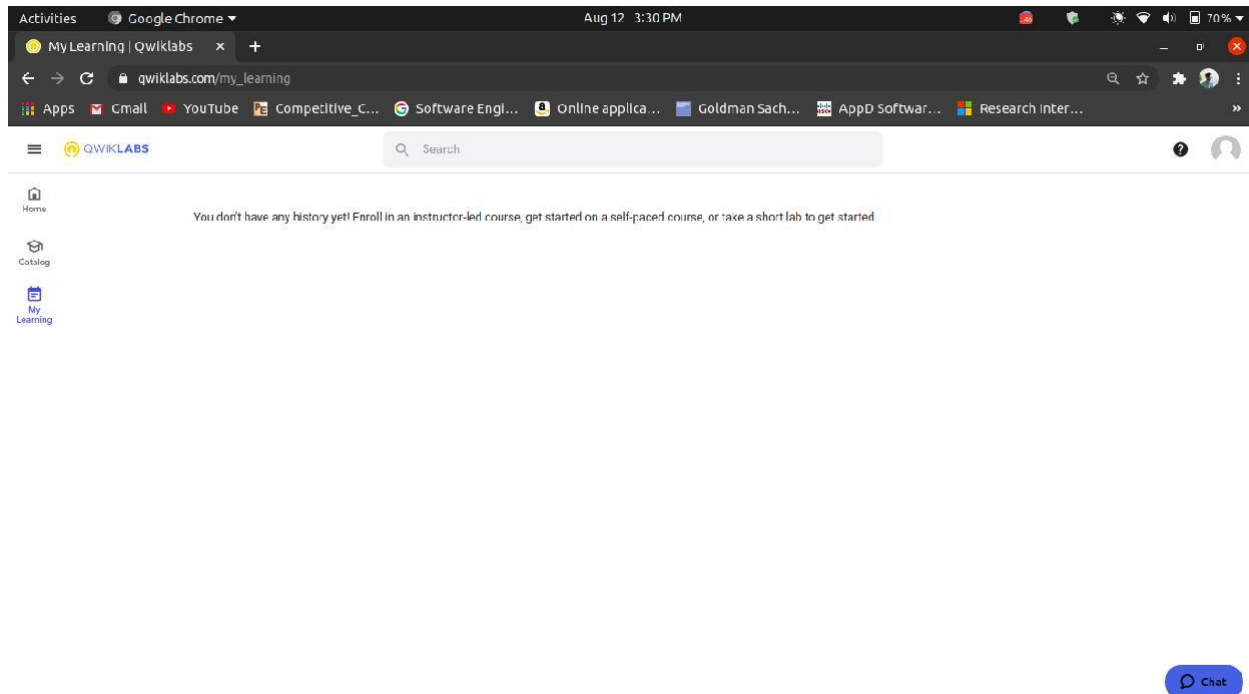 Activities Google Chrome Aug 12 3:30 PM 70%
My Learning | Qwiklabs
qwiklabs.com/my_learning
Apps Gmail YouTube Competitive_C... Software Engi... Online applica... Goldman Sach... AppD Softwar... Research Inter... »
QWIKLABS Search
Home
You don't have any history yet! Enroll in an instructor-led course, get started on a self-paced course, or take a short lab to get started
Catalog
My
Learning
Chat